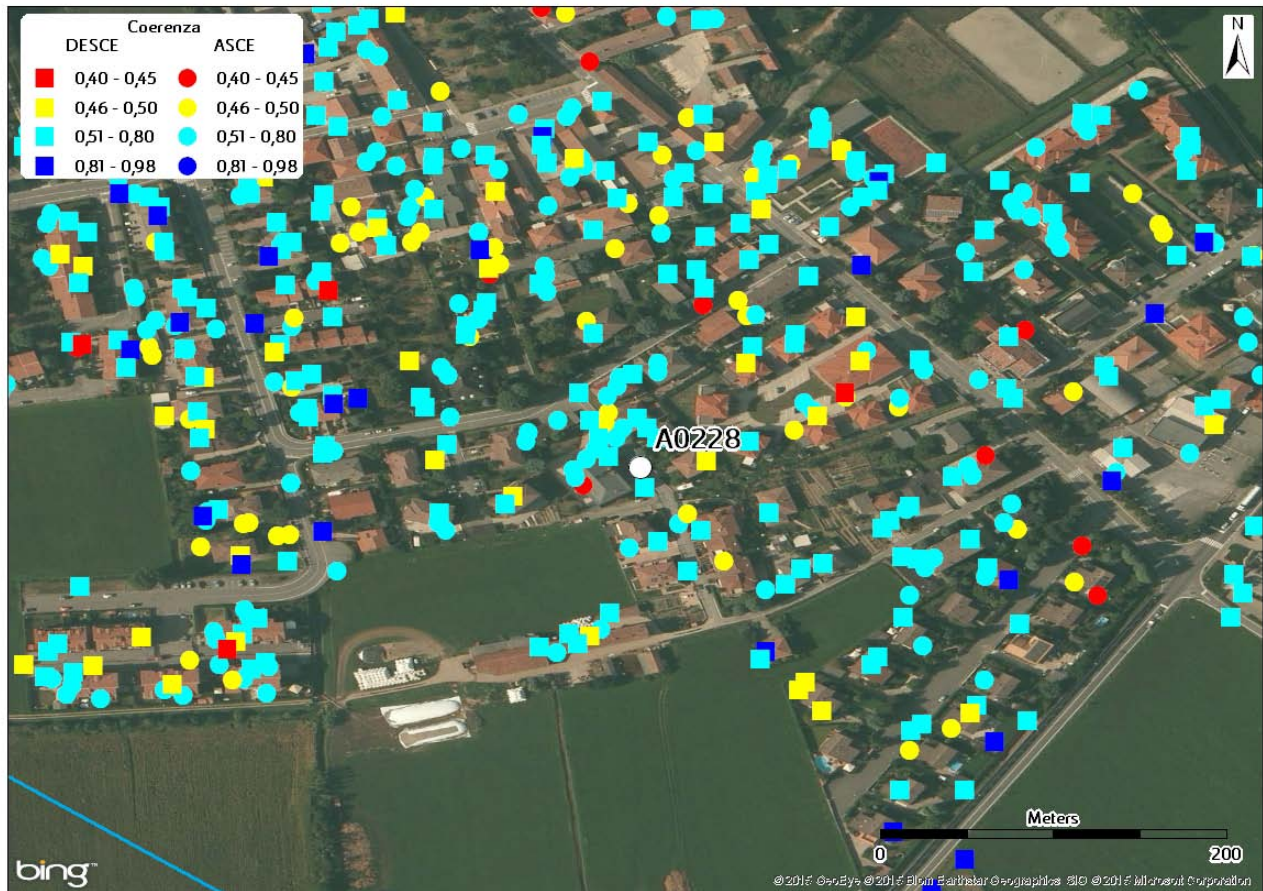 Coerenza
DESCE ASCE
0,40 - 0,45 0,40 - 0,45
0,46 - 0,50 0,46 - 0,50
0,51 - 0,80 0,51 - 0,80
0,81 - 0,98 0,81 - 0,98
N
A0228
Meters
0 200
bing™
©2015 GeoEye ©2015 Blom Earthstar Geographics SIO ©2015 Microsoft Corporation